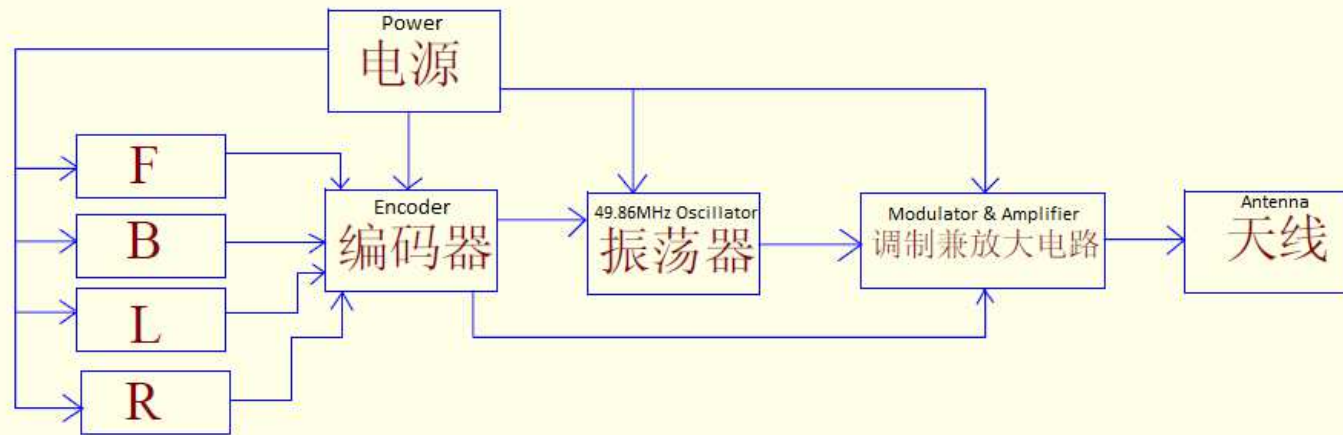 Power
电源
F
B
L
R
Encoder
编码器
49.86MHz Oscillator
振荡器
Modulator & Amplifier
调制兼放大电路
Antenna
天线